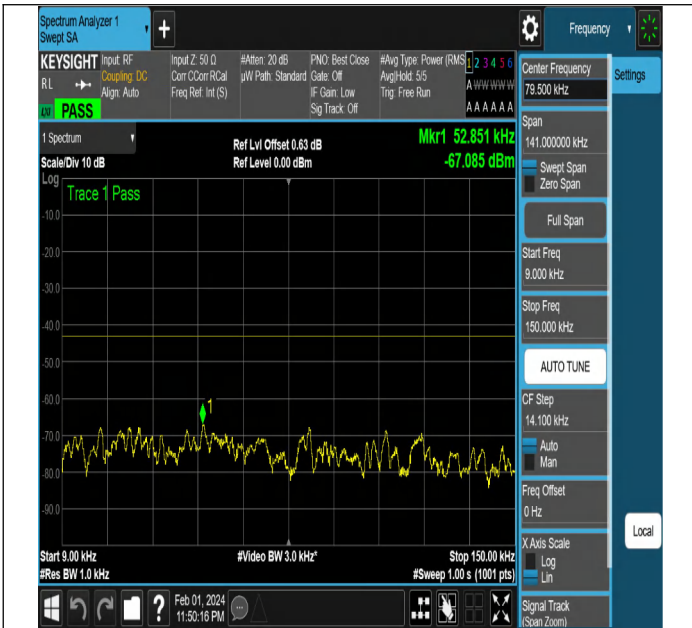 Spectrum Analyzer 1
Swept SA
Frequency
KEYSIGHT
RL
PASS
Input: RF
Coupling: DC
Align: Auto
Input Z: 50 Ω
Corr CCorr RCal
Freq Ref: Int (S)
#Atten: 20 dB
µW Path: Standard
PNO: Best Close
Gate: Off
IF Gain: Low
Sig Track: Off
#Avg Type: Power (RMS
Avg|Hold: 5/5
Trig: Free Run
1 2 3 4 5 6
A W W W W W
A A A A A A
1 Spectrum
Scale/Div 10 dB
Ref Lvl Offset 0.63 dB
Ref Level 0.00 dBm
Mkr1 52.851 kHz
-67.085 dBm
Log
Trace 1 Pass
-10.0
-20.0
-30.0
-40.0
-50.0
-60.0
-70.0
-80.0
-90.0
1
Start 9.00 kHz
#Res BW 1.0 kHz
#Video BW 3.0 kHz*
Stop 150.00 kHz
#Sweep 1.00 s (1001 pts)
?
Feb 01, 2024
11:50:16 PM
Center Frequency
79.500 kHz
Span
141.000000 kHz
Swept Span
Zero Span
Full Span
Start Freq
9.000 kHz
Stop Freq
150.000 kHz
AUTO TUNE
CF Step
14.100 kHz
Auto
Man
Freq Offset
0 Hz
X Axis Scale
Log
Lin
Signal Track
(Span Zoom)
Settings
Local